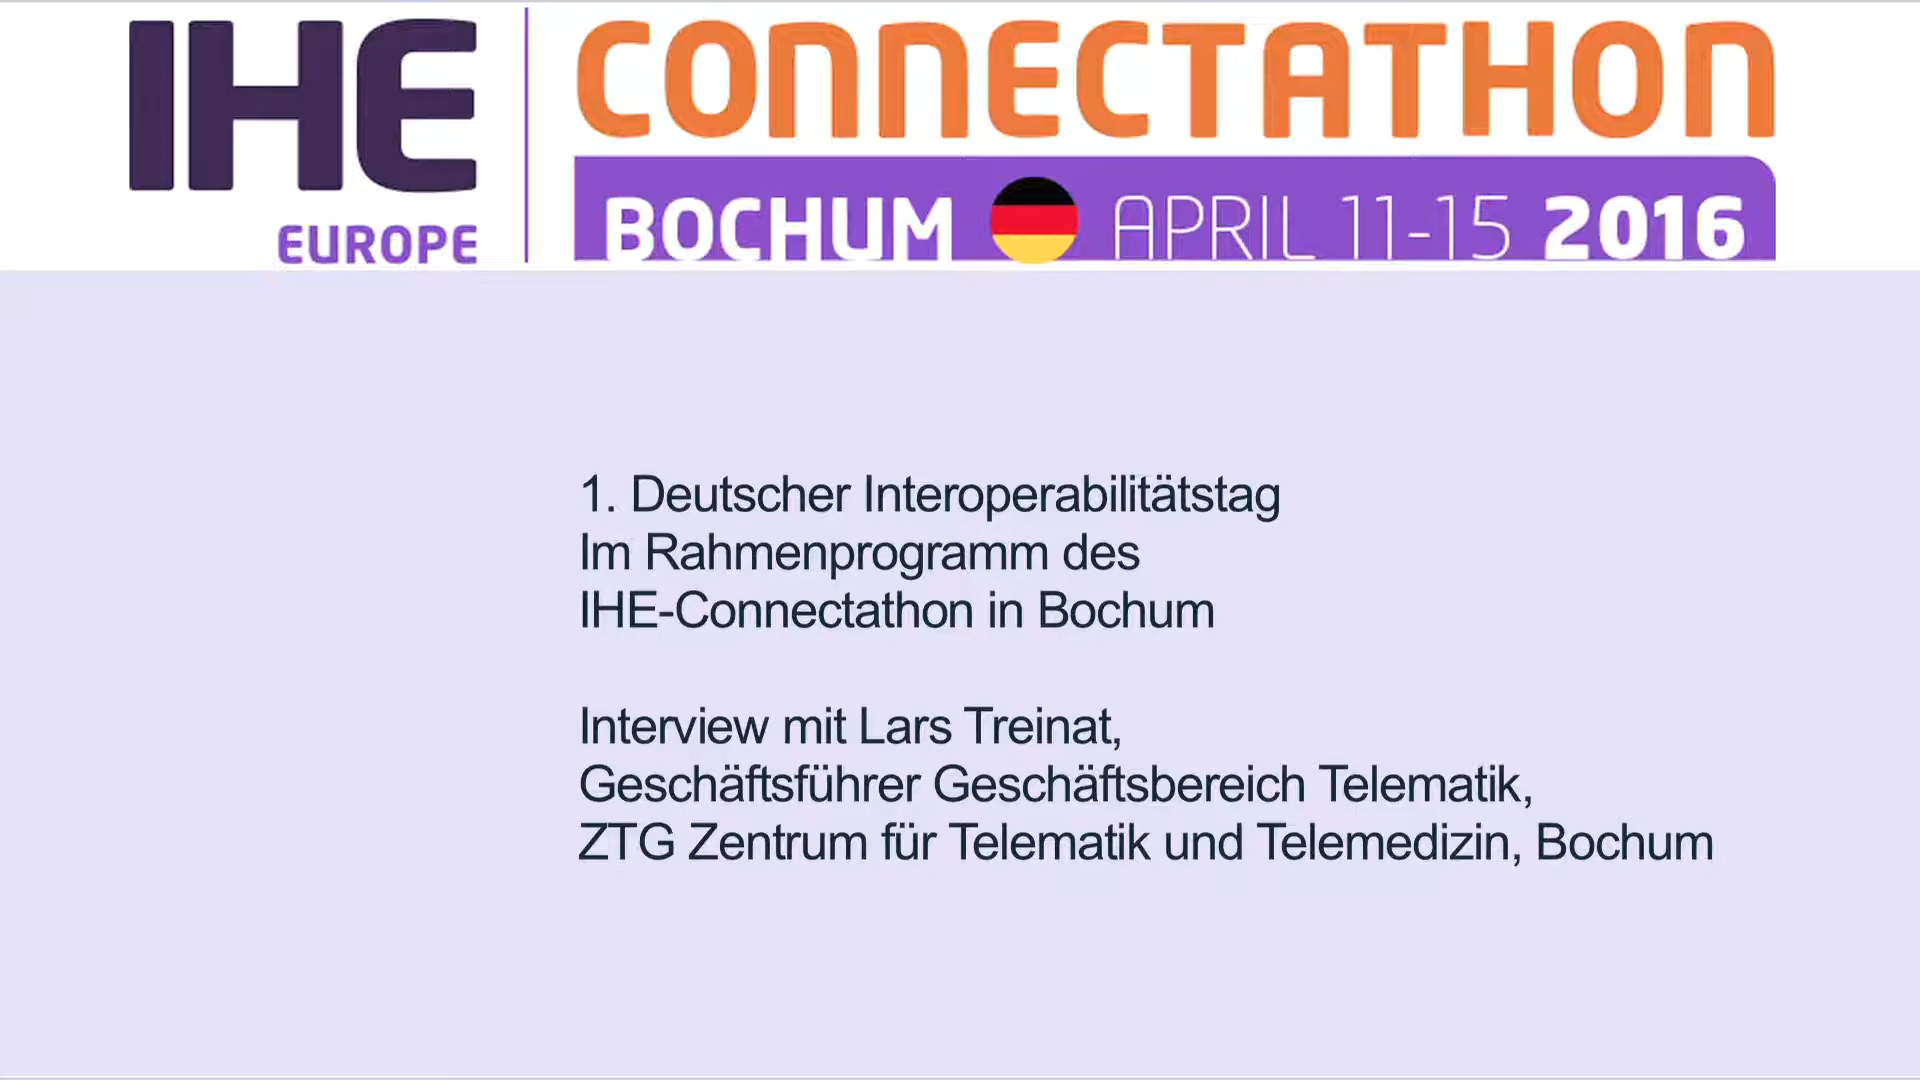 IHE
EUROPE
CONNECTATHON
BOCHUM APRIL 11-15 2016
1. Deutscher Interoperabilitätstag
Im Rahmenprogramm des
IHE-Connectathon in Bochum
Interview mit Lars Treinat,
Geschäftsführer Geschäftsbereich Telematik,
ZTG Zentrum für Telematik und Telemedizin, Bochum